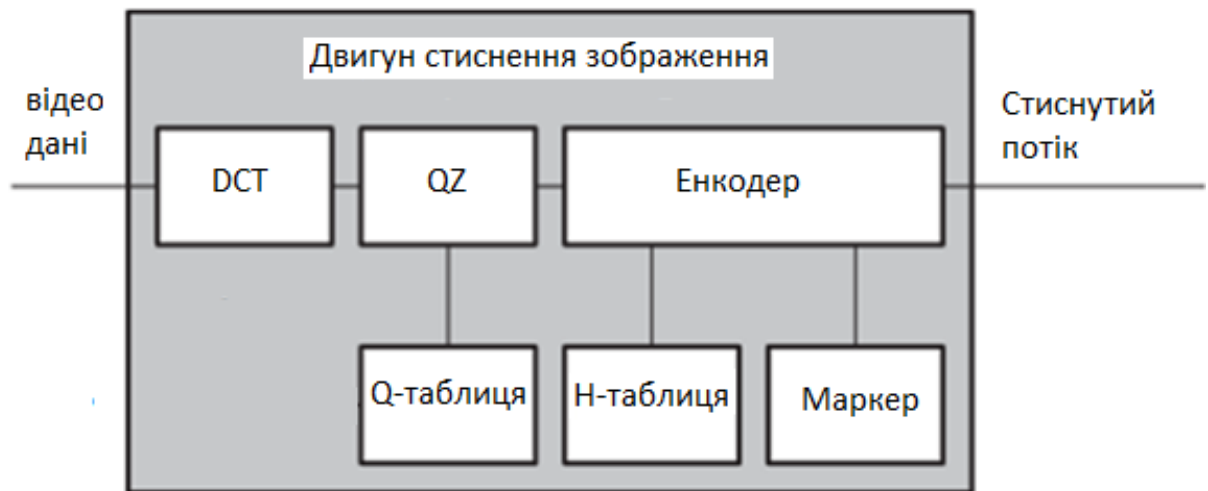 Двигун стиснення зображення
відео
дані
DCT
QZ
Енкодер
Стиснутий
потік
Q-таблиця
Н-таблиця
Маркер